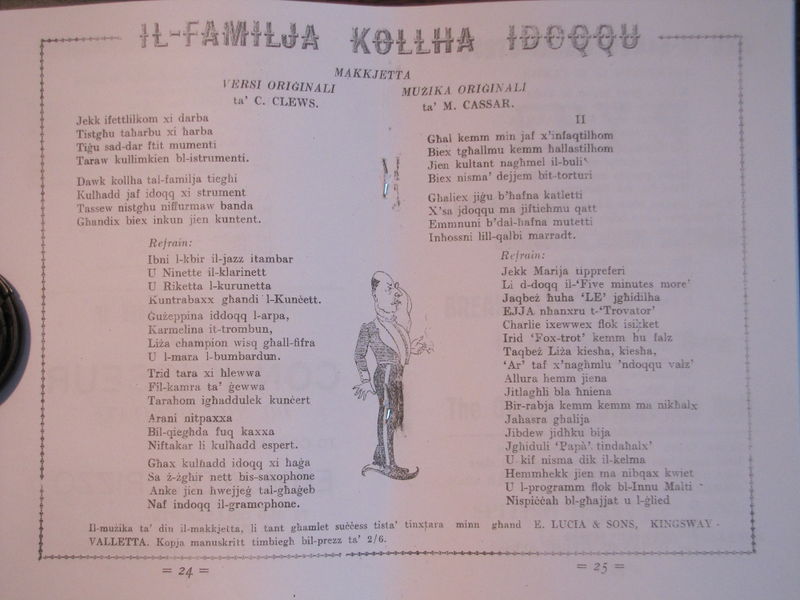 IL-FAMILJA KOLLHA IDOQQU
MAKKJETTA
VERSI ORIĠINALI
ta' C. CLEWS.
MUŻIKA ORIĠINALI
ta' M. CASSAR.
Jekk ifettlilkom xi darba
Tistgħu taħarbu xi ħarba
Tiġu sad-dar ftit mumenti
Taraw kullimkien bl-istrumenti.
Dawk kollha tal-familja tiegħi
Kulħadd jaf idoqq xi strument
Tassew nistgħu niffurmaw banda
Għandix biex inkun jien kuntent.
Refrain:
Ibni l-kbir il-jazz itambar
U Ninette il-klarinett
U Riketta l-kurunetta
Kuntrabaxx għandi l-Kunċett.
Ġużeppina iddoqq l-arpa,
Karmelina it-trombun,
Liża champion wisq għall-fifra
U l-mara l-bumbardun.
Trid tara xi ħlewwa
Fil-kamra ta' ġewwa
Tarahom igħaddulek kunċert
Arani nitpaxxa
Bil-qiegħda fuq kaxxa
Niftakar li kulħadd espert.
Għax kulħadd idoqq xi ħaġa
Sa ż-żgħir nett bis-saxophone
Anke jien ħwejjeġ tal-għaġeb
Naf indoqq il-gramophone.
II
Għal kemm min jaf x'infaqtilhom
Biex tgħallmu kemm ħallastilhom
Jien kultant nagħmel il-buli
Biex nisma' dejjem bit-torturi
Għaliex jiġu b'ħafna katletti
X'sa jdoqqu ma jiftieħmu qatt
Emmnuni b'dal-ħafna mutetti
Inħossni lill-qalbi marradt.
Refrain:
Jekk Marija tippreferi
Li d-doqq il-'Five minutes more'
Jaqbeż ħuha 'LE' jgħidilha
EJJA nħanxru t-'Trovator'
Charlie ixewwex flok isikket
Irid 'Fox-trot' kemm ħu falz
Taqbeż Liża kiesħa, kiesħa,
'Ar' taf x'nagħmlu 'ndoqqu valz'
Allura hemm jiena
Jitlagħli bla ħniena
Bir-rabja kemm kemm ma nikħalx
Jaħasra għalija
Jibdew jidħku bija
Jgħiduli 'Papà' tindaħalx'
U kif nisma dik il-kelma
Hemmhekk jien ma nibqax kwiet
U l-programm flok bl-Innu Malti
Nispiċċaħ bl-għajjat u l-ġlied
Il-mużika ta' din il-makkjetta, li tant għamlet suċċess tista' tinxtara minn għand E. LUCIA & SONS, KINGSWAY -
VALLETTA. Kopja manuskritt timbiegħ bil-prezz ta' 2/6.
= 24 =
= 25 =